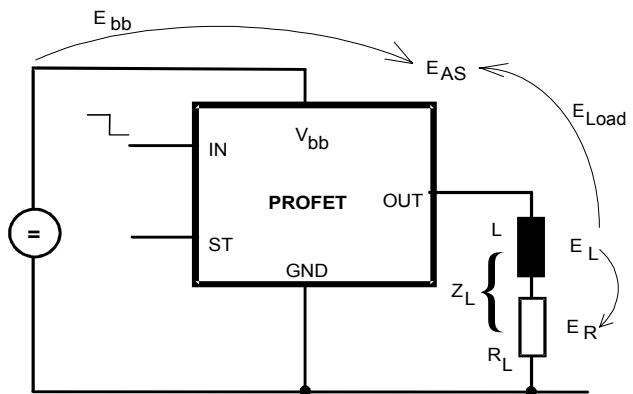 E bb
E AS
E Load
IN
V bb
PROFET
OUT
=
ST
GND
L
E L
Z L
{
E R
R L